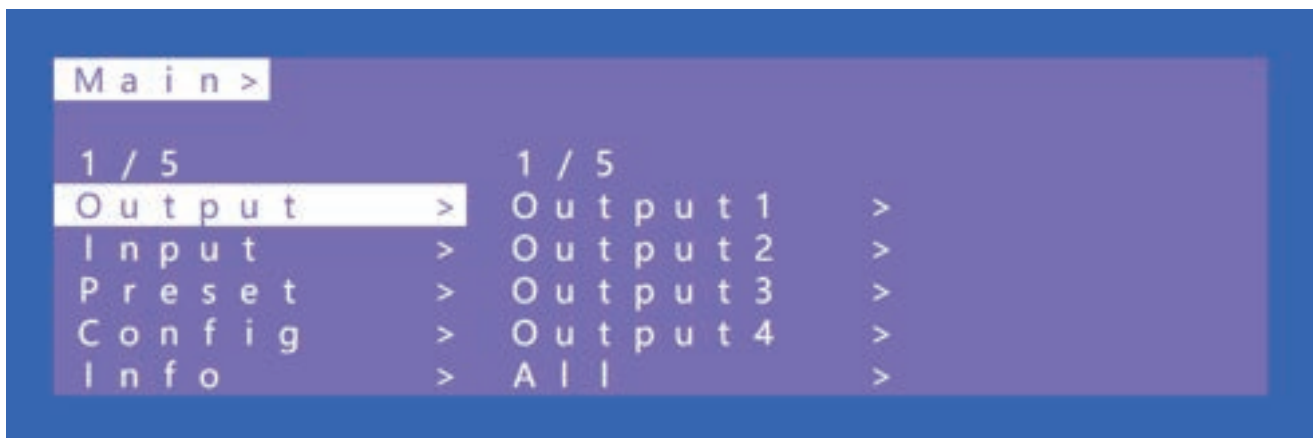 Main>
1/5 1/5
Output > Output1 >
Input > Output2 >
Preset > Output3 >
Config > Output4 >
Info > All >